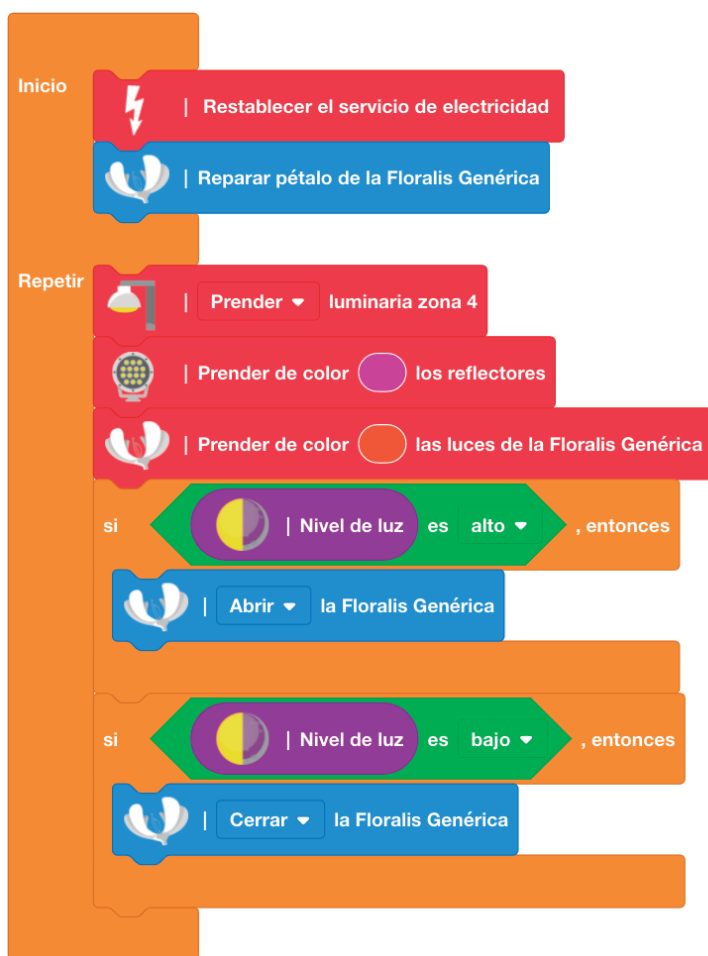 Inicio
| Restablecer el servicio de electricidad
| Reparar pétalo de la Floralis Genérica
Repetir
| Prender luminaria zona 4
| Prender de color los reflectores
| Prender de color las luces de la Floralis Genérica
si | Nivel de luz es alto , entonces
| Abrir la Floralis Genérica
si | Nivel de luz es bajo , entonces
| Cerrar la Floralis Genérica